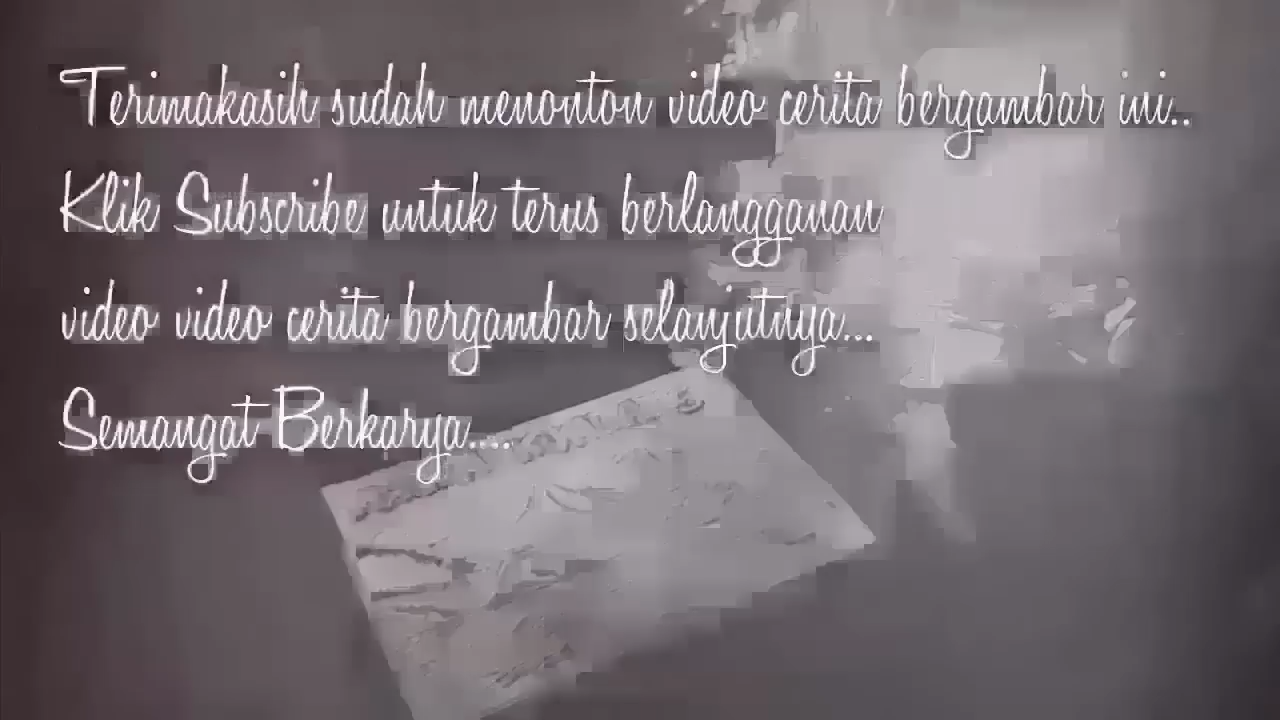 Terimakasih sudah menonton video cerita bergambar ini..
Klik Subscribe untuk terus berlangganan
video video cerita bergambar selanjutnya...
Semangat Berkarya....